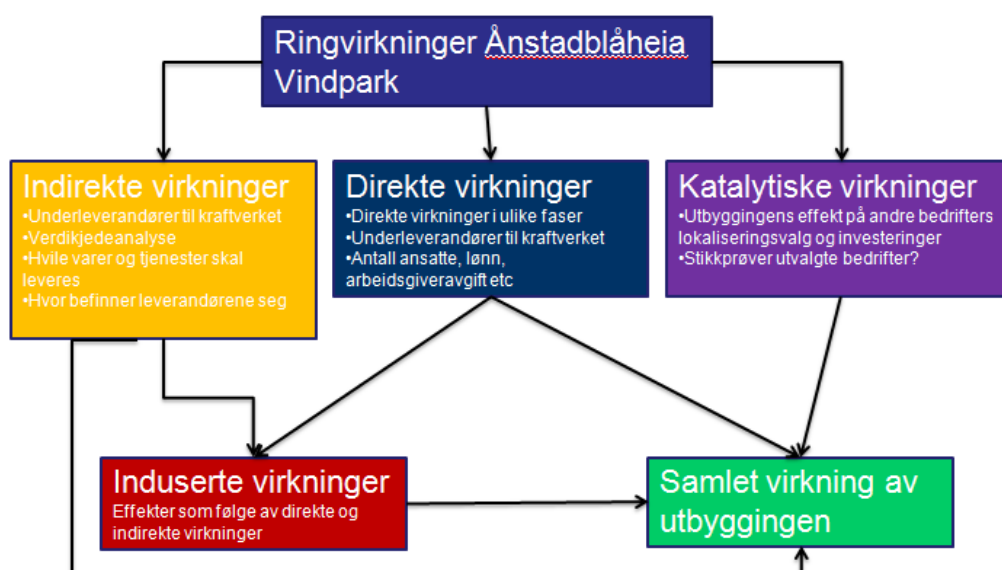 Ringvirkninger Ånstadblåheia
Vindpark
Indirekte virkninger
•Underleverandører til kraftverket
•Verdikjedeanalyse
•Hvile varer og tjenester skal
leveres
•Hvor befinner leverandørene seg
Direkte virkninger
•Direkte virkninger i ulike faser
•Underleverandører til kraftverket
•Antall ansatte, lønn,
arbeidsgiveravgift etc
Katalytiske virkninger
•Utbyggingens effekt på andre bedrifters
lokaliseringsvalg og investeringer
•Stikkprøver utvalgte bedrifter?
Induserte virkninger
Effekter som følge av direkte og
indirekte virkninger
Samlet virkning av
utbyggingen